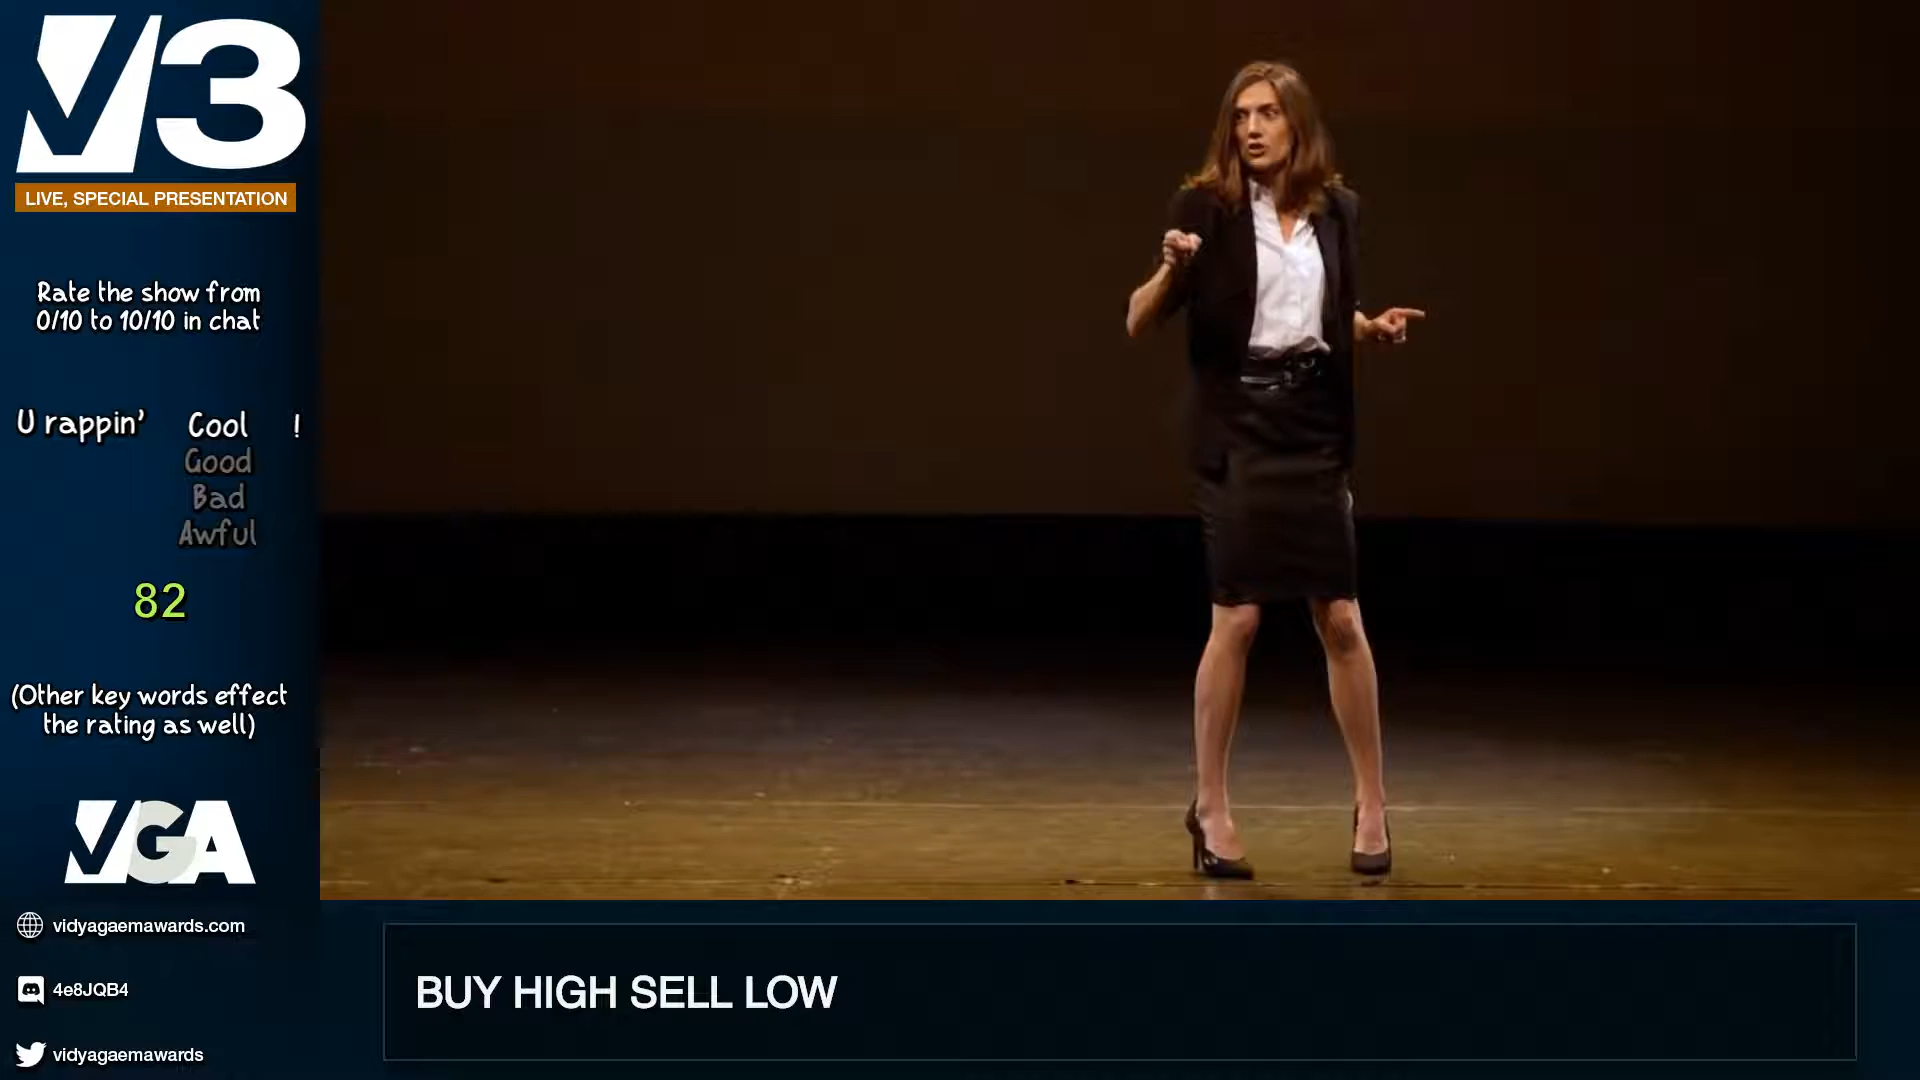 V3
LIVE, SPECIAL PRESENTATION
Rate the show from
0/10 to 10/10 in chat
U rappin' Cool !
Good
Bad
Awful
82
(Other key words effect
the rating as well)
VGA
vidyagaemawards.com
4e8JQB4
vidyagaemawards
BUY HIGH SELL LOW